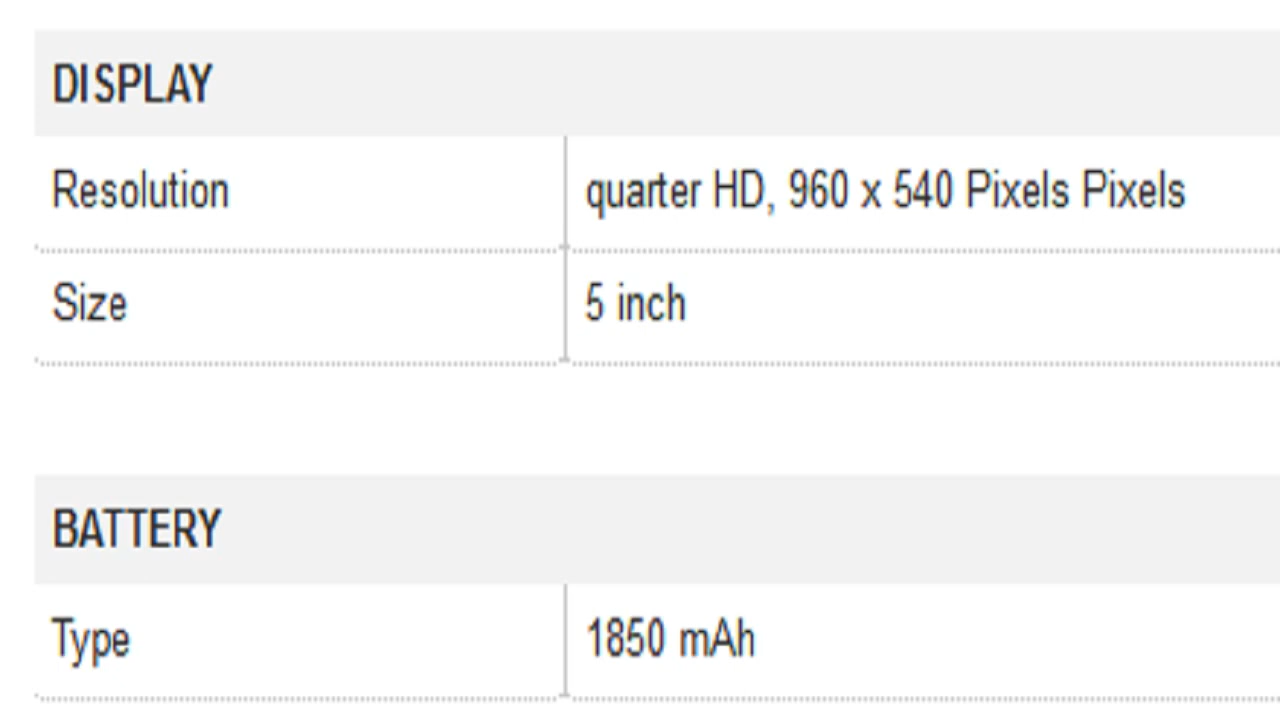 DISPLAY
Resolution quarter HD, 960 x 540 Pixels Pixels
Size 5 inch
BATTERY
Type 1850 mAh